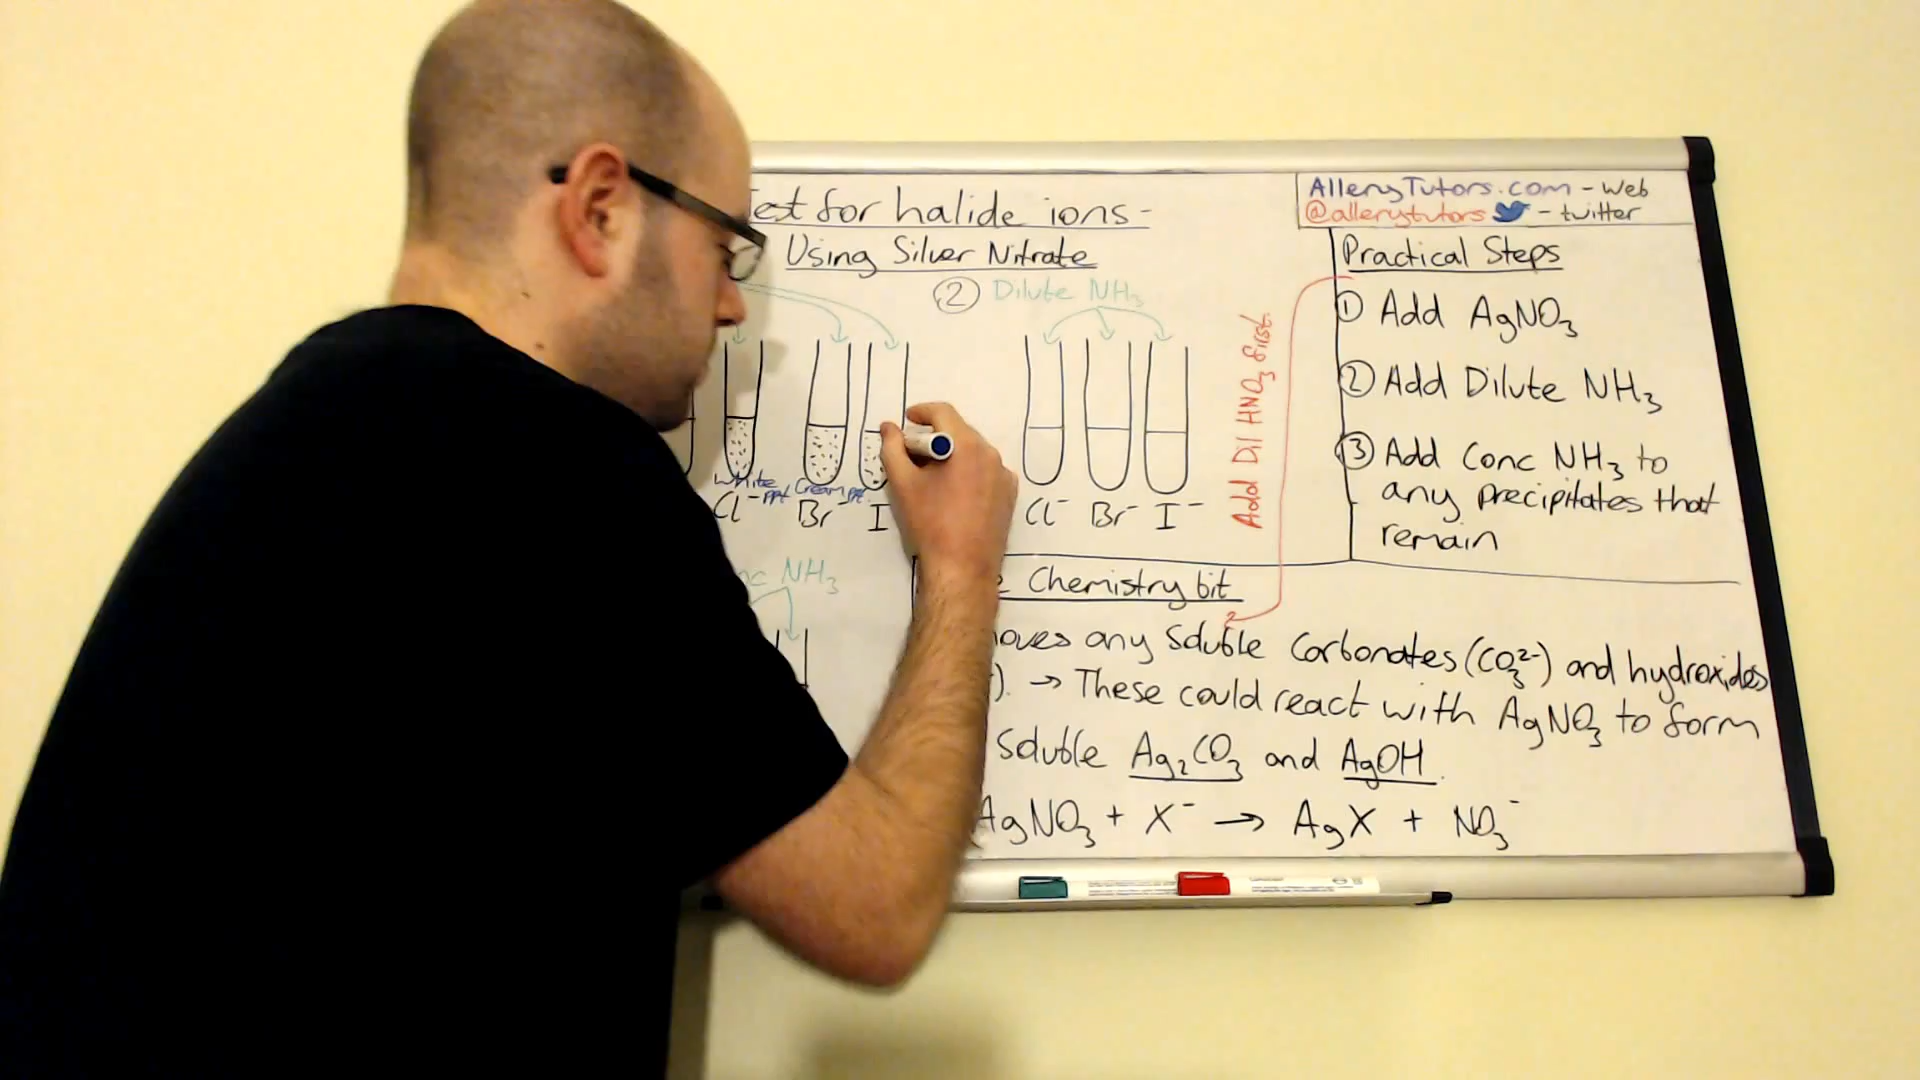 Test for halide ions-
Using Silver Nitrate
AlleryTutors.com - Web
@allerytutors - twitter
② Dilute NH₃
White ppt
Cl⁻
Cream ppt.
Br⁻
I
Cl⁻ Br⁻ I⁻
Add Dil HNO₃ first.
Practical Steps
① Add AgNO₃
② Add Dilute NH₃
③ Add Conc NH₃ to
any precipitates that
remain
NH₃
Chemistry bit
any soluble Carbonates (CO₃²⁻) and hydroxides
). → These could react with AgNO₃ to form
soluble Ag₂CO₃ and AgOH.
AgNO₃ + X⁻ → AgX + NO₃⁻